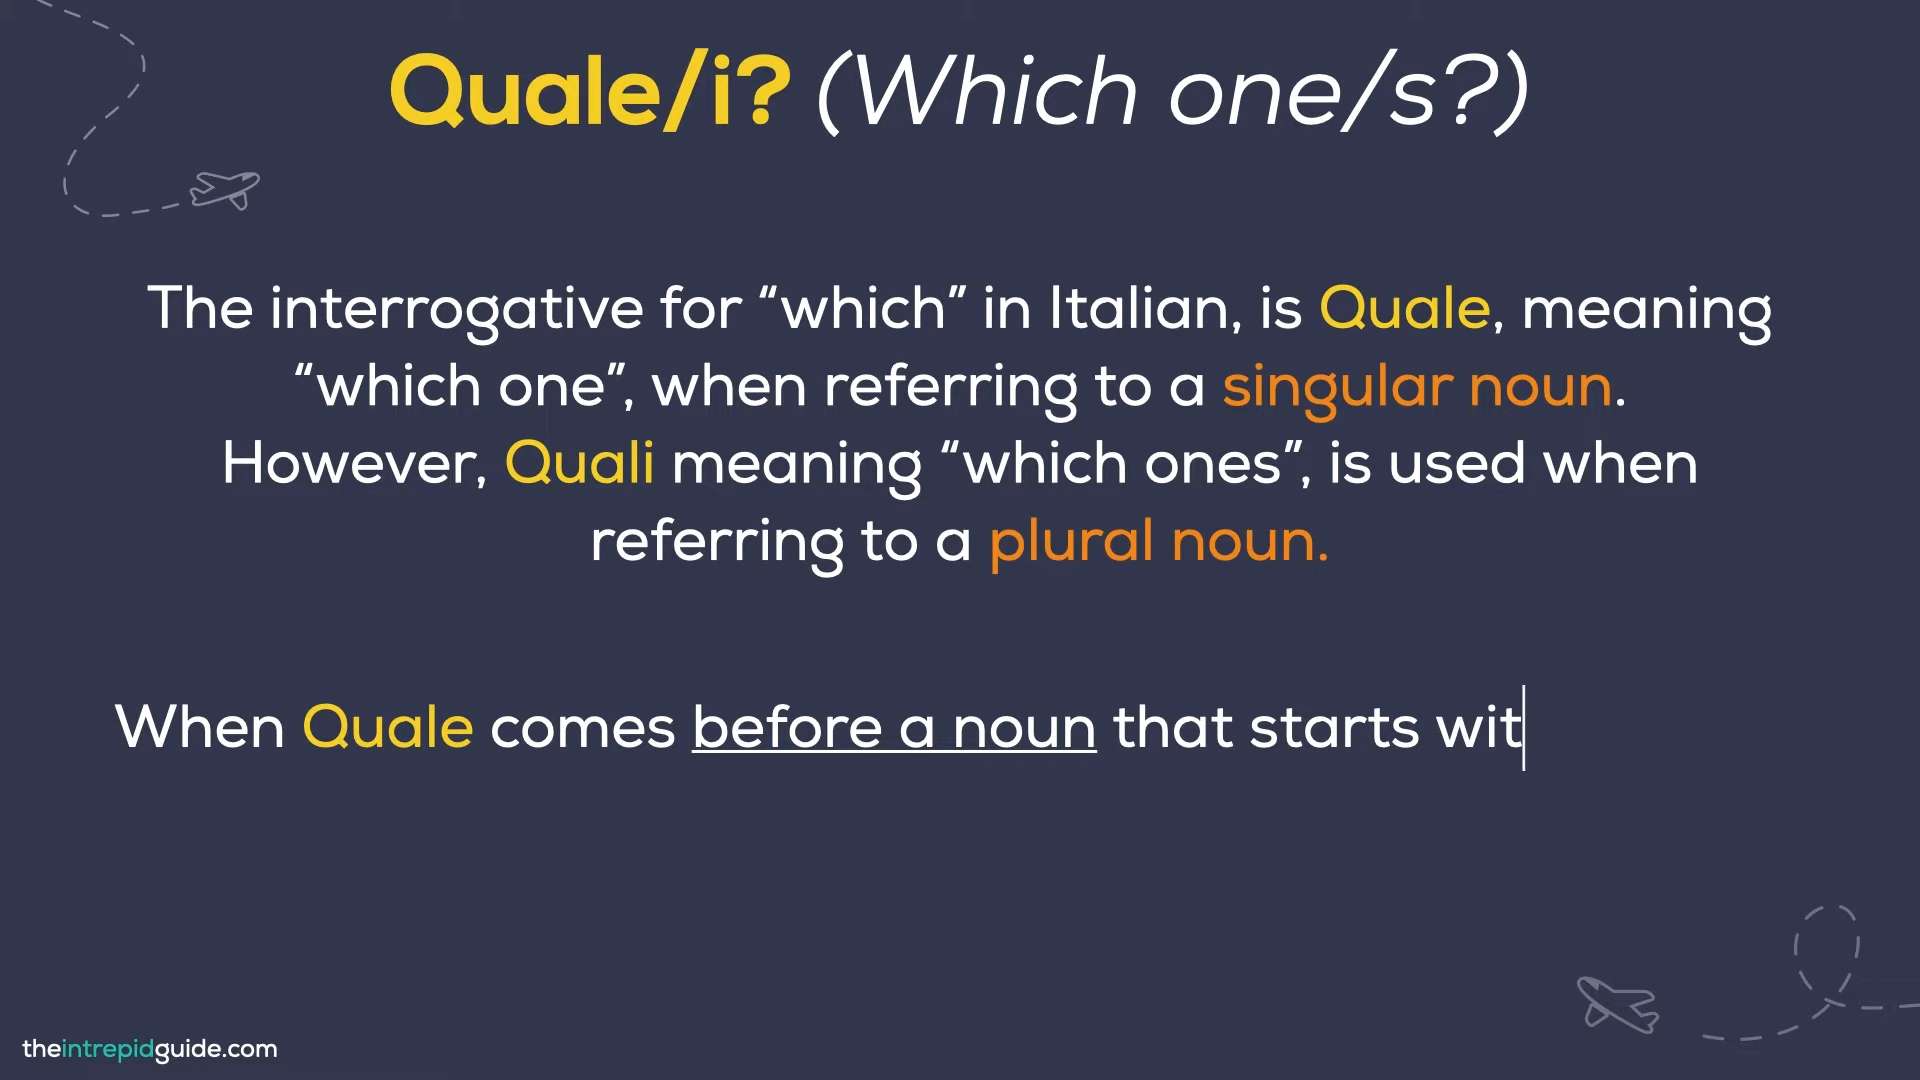 Quale/i? (Which one/s?)
The interrogative for “which” in Italian, is Quale, meaning
“which one”, when referring to a singular noun.
However, Quali meaning “which ones”, is used when
referring to a plural noun.
When Quale comes before a noun that starts wit
theintrepidguide.com